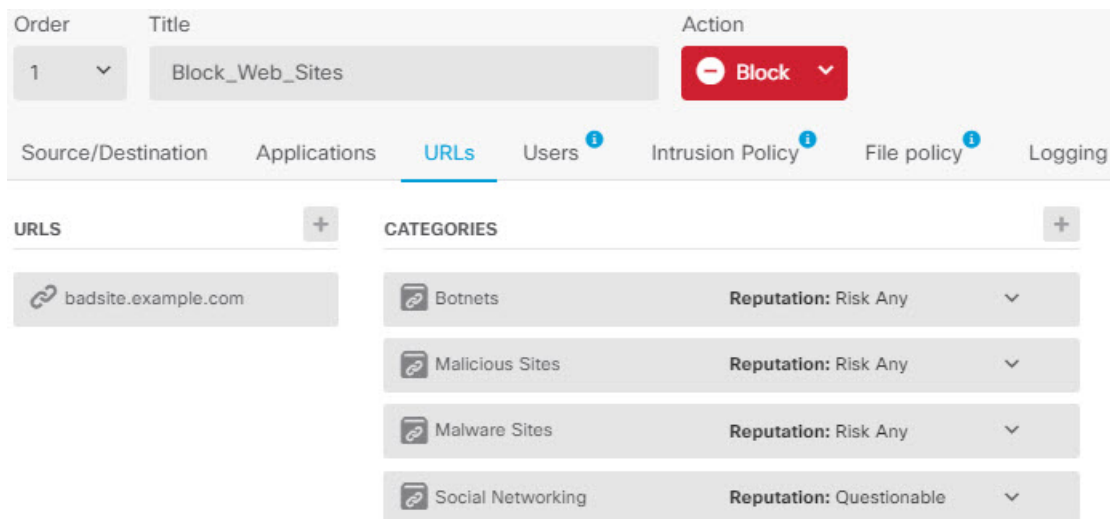 Order Title Action
1 Block_Web_Sites Block
Source/Destination Applications URLs Users Intrusion Policy File policy Logging
URLS + CATEGORIES +
badsite.example.com Botnets Reputation: Risk Any
Malicious Sites Reputation: Risk Any
Malware Sites Reputation: Risk Any
Social Networking Reputation: Questionable